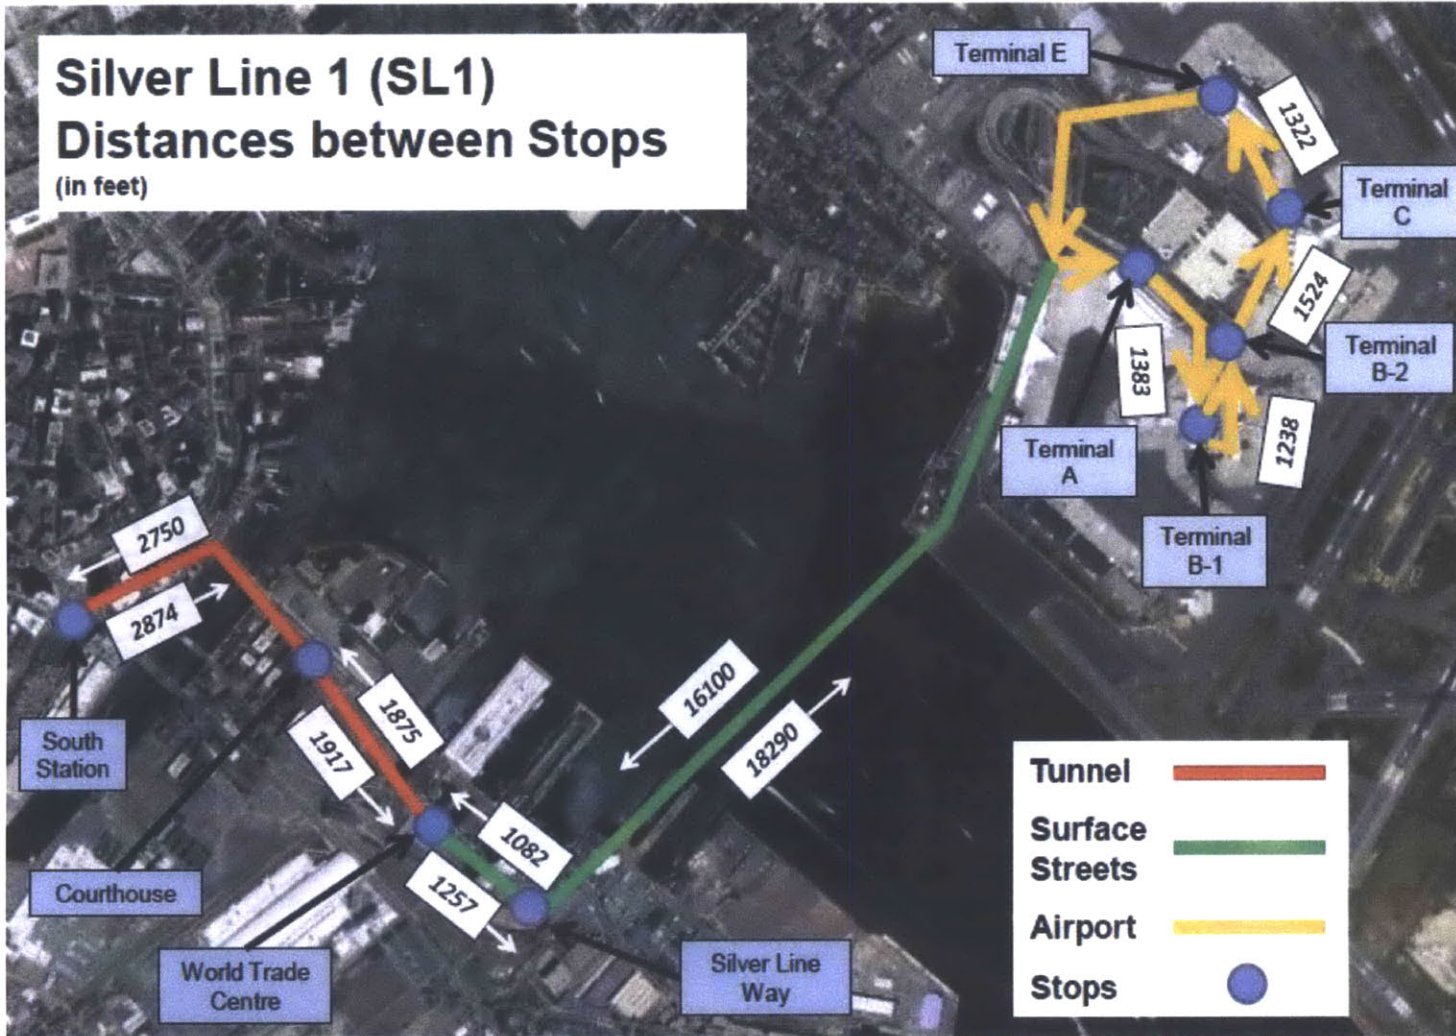 Silver Line 1 (SL1)
Distances between Stops
(in feet)
Terminal E
1322
Terminal
C
1524
Terminal
B-2
1383
1238
Terminal
A
Terminal
B-1
2750
2874
South
Station
1875
1917
16100
18290
1082
1257
Courthouse
World Trade
Centre
Silver Line
Way
Tunnel
Surface
Streets
Airport
Stops